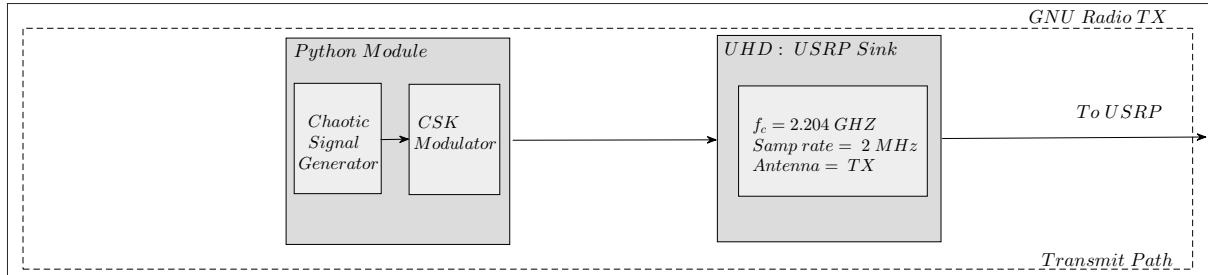 GNU Radio TX
Python Module
UHD : USRP Sink
Chaotic
Signal
Generator
CSK
Modulator
f_c = 2.204 GHZ
Samp rate = 2 MHz
Antenna = TX
To USRP
Transmit Path